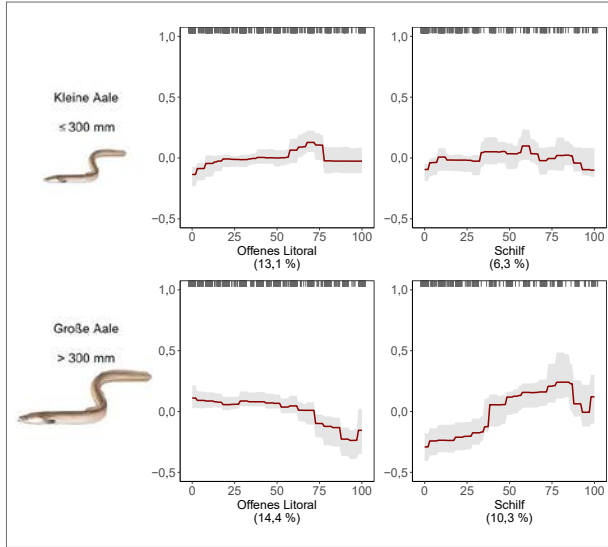 Kleine Aale
≤ 300 mm
1,0
0,5
0,0
−0,5
0 25 50 75 100
Offenes Litoral
(13,1 %)
1,0
0,5
0,0
−0,5
0 25 50 75 100
Schilf
(6,3 %)
Große Aale
> 300 mm
1,0
0,5
0,0
−0,5
0 25 50 75 100
Offenes Litoral
(14,4 %)
1,0
0,5
0,0
−0,5
0 25 50 75 100
Schilf
(10,3 %)